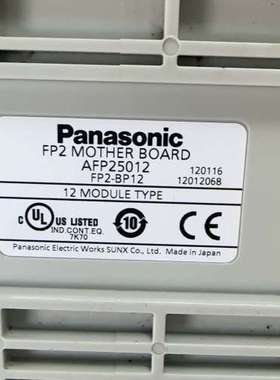 Panasonic
FP2 MOTHER BOARD
AFP25012 120116
FP2-BP12 12012068
12 MODULE TYPE
C UL US LISTED 10
IND.CONT.EQ.
7K70
Panasonic Electric Works SUNX Co., Ltd. Made in Japan